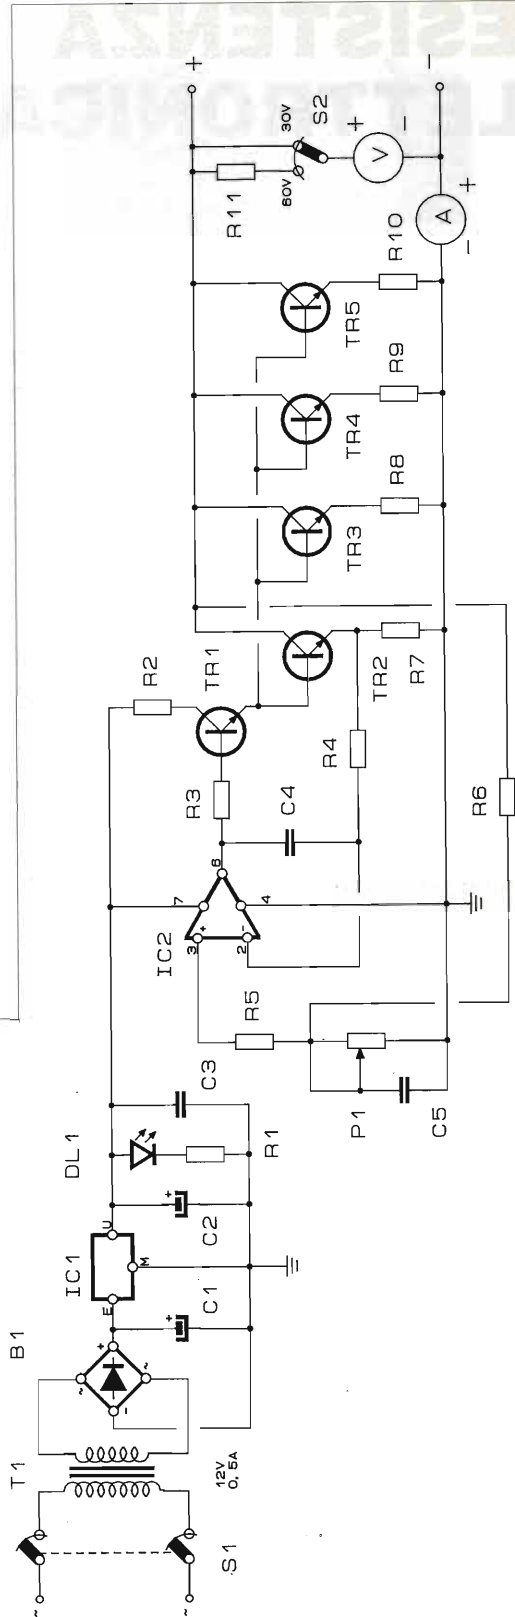 ESISTENZA
LETTRONICA
T1
B1
S1
12V
0,5A
~
~
~
~
+
-
IC1
E
U
M
C1
+
C2
+
DL1
R1
C3
IC2
3
+
2
-
7
4
6
R5
P1
C5
R3
C4
R2
TR1
R4
TR2
R7
R6
TR3
R8
TR4
R9
TR5
R10
R11
60V
30V
S2
V
+
-
A
-
+
+
-